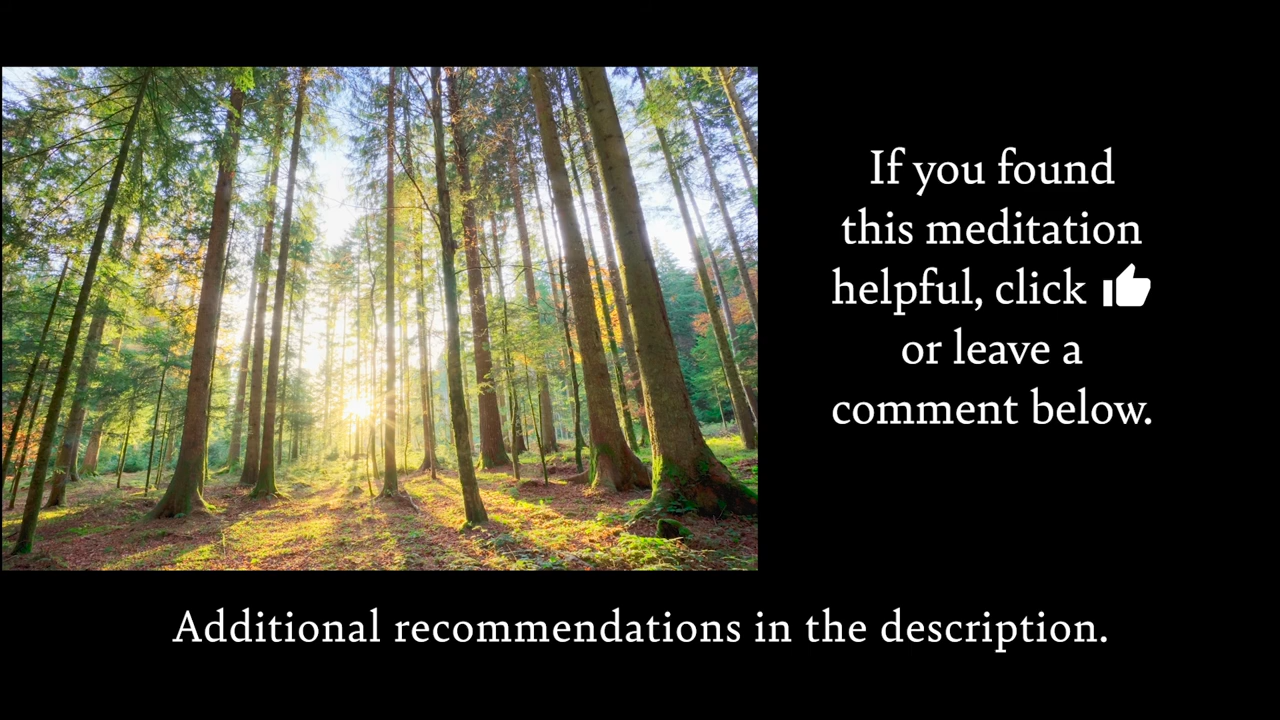 If you found
this meditation
helpful, click
or leave a
comment below.
Additional recommendations in the description.